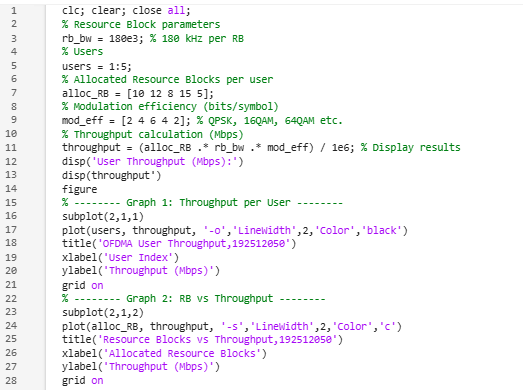 1 clc; clear; close all;
2 % Resource Block parameters
3 rb_bw = 180e3; % 180 kHz per RB
4 % Users
5 users = 1:5;
6 % Allocated Resource Blocks per user
7 alloc_RB = [10 12 8 15 5];
8 % Modulation efficiency (bits/symbol)
9 mod_eff = [2 4 6 4 2]; % QPSK, 16QAM, 64QAM etc.
10 % Throughput calculation (Mbps)
11 throughput = (alloc_RB .* rb_bw .* mod_eff) / 1e6; % Display results
12 disp('User Throughput (Mbps):')
13 disp(throughput')
14 figure
15 % -------- Graph 1: Throughput per User --------
16 subplot(2,1,1)
17 plot(users, throughput, '-o','LineWidth',2,'Color','black')
18 title('OFDMA User Throughput,192512050')
19 xlabel('User Index')
20 ylabel('Throughput (Mbps)')
21 grid on
22 % -------- Graph 2: RB vs Throughput --------
23 subplot(2,1,2)
24 plot(alloc_RB, throughput, '-s','LineWidth',2,'Color','c')
25 title('Resource Blocks vs Throughput,192512050')
26 xlabel('Allocated Resource Blocks')
27 ylabel('Throughput (Mbps)')
28 grid on